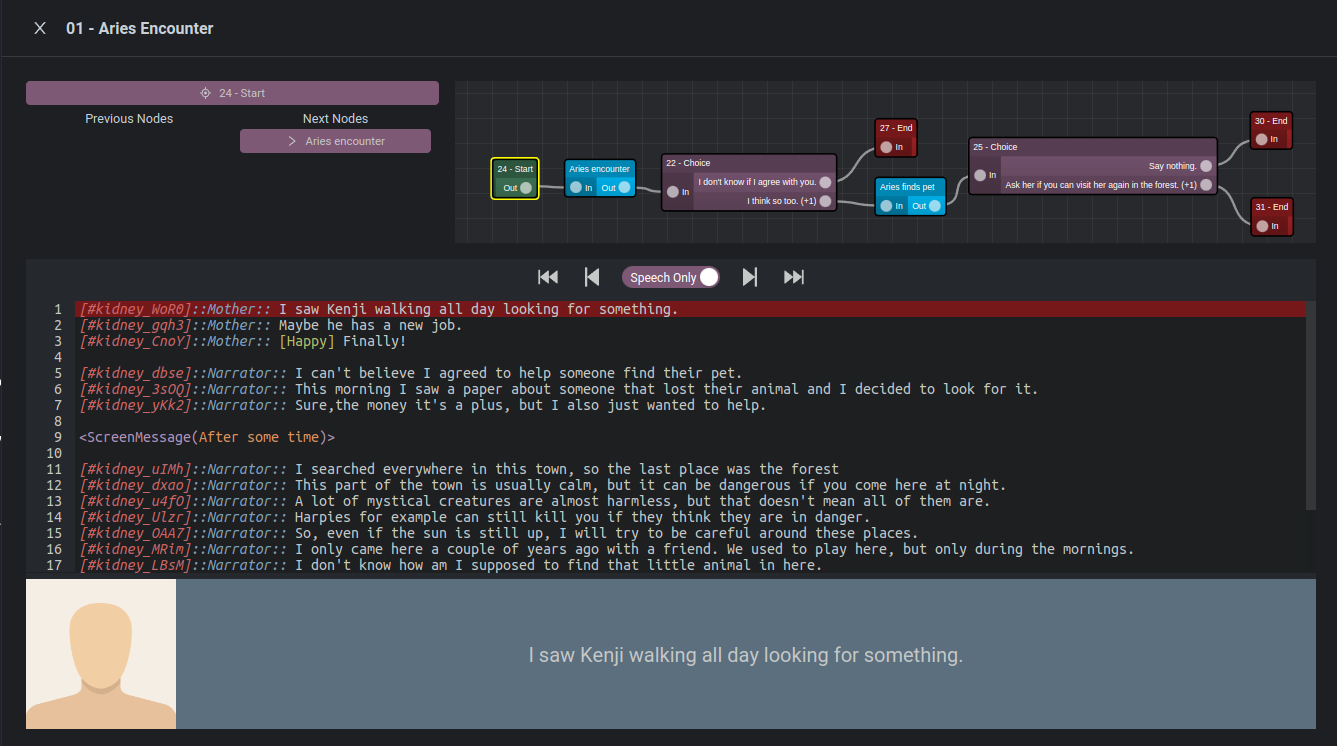 X 01 - Aries Encounter
24 - Start
Previous Nodes
Next Nodes
Aries encounter
24 - Start
Out
Aries encounter
In Out
22 - Choice
In
I don't know if I agree with you.
I think so too. (+1)
27 - End
In
Aries finds pet
In Out
25 - Choice
In
Say nothing.
Ask her if you can visit her again in the forest. (+1)
30 - End
In
31 - End
In
Speech Only
1 [#kidney_WoR0]::Mother:: I saw Kenji walking all day looking for something.
2 [#kidney_gqh3]::Mother:: Maybe he has a new job.
3 [#kidney_CnoY]::Mother:: [Happy] Finally!
4
5 [#kidney_dbse]::Narrator:: I can't believe I agreed to help someone find their pet.
6 [#kidney_3sOQ]::Narrator:: This morning I saw a paper about someone that lost their animal and I decided to look for it.
7 [#kidney_yKk2]::Narrator:: Sure,the money it's a plus, but I also just wanted to help.
8
9 <ScreenMessage(After some time)>
10
11 [#kidney_uIMh]::Narrator:: I searched everywhere in this town, so the last place was the forest
12 [#kidney_dxao]::Narrator:: This part of the town is usually calm, but it can be dangerous if you come here at night.
13 [#kidney_u4fO]::Narrator:: A lot of mystical creatures are almost harmless, but that doesn't mean all of them are.
14 [#kidney_Ulzr]::Narrator:: Harpies for example can still kill you if they think they are in danger.
15 [#kidney_OAA7]::Narrator:: So, even if the sun is still up, I will try to be careful around these places.
16 [#kidney_MRim]::Narrator:: I only came here a couple of years ago with a friend. We used to play here, but only during the mornings.
17 [#kidney_LBsM]::Narrator:: I don't know how am I supposed to find that little animal in here.
I saw Kenji walking all day looking for something.